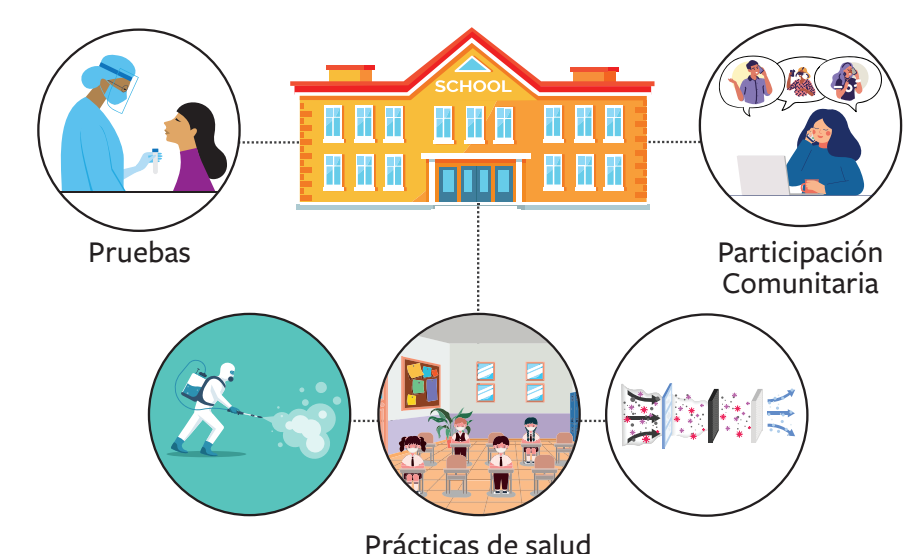 SCHOOL
Pruebas
Participación
Comunitaria
Prácticas de salud